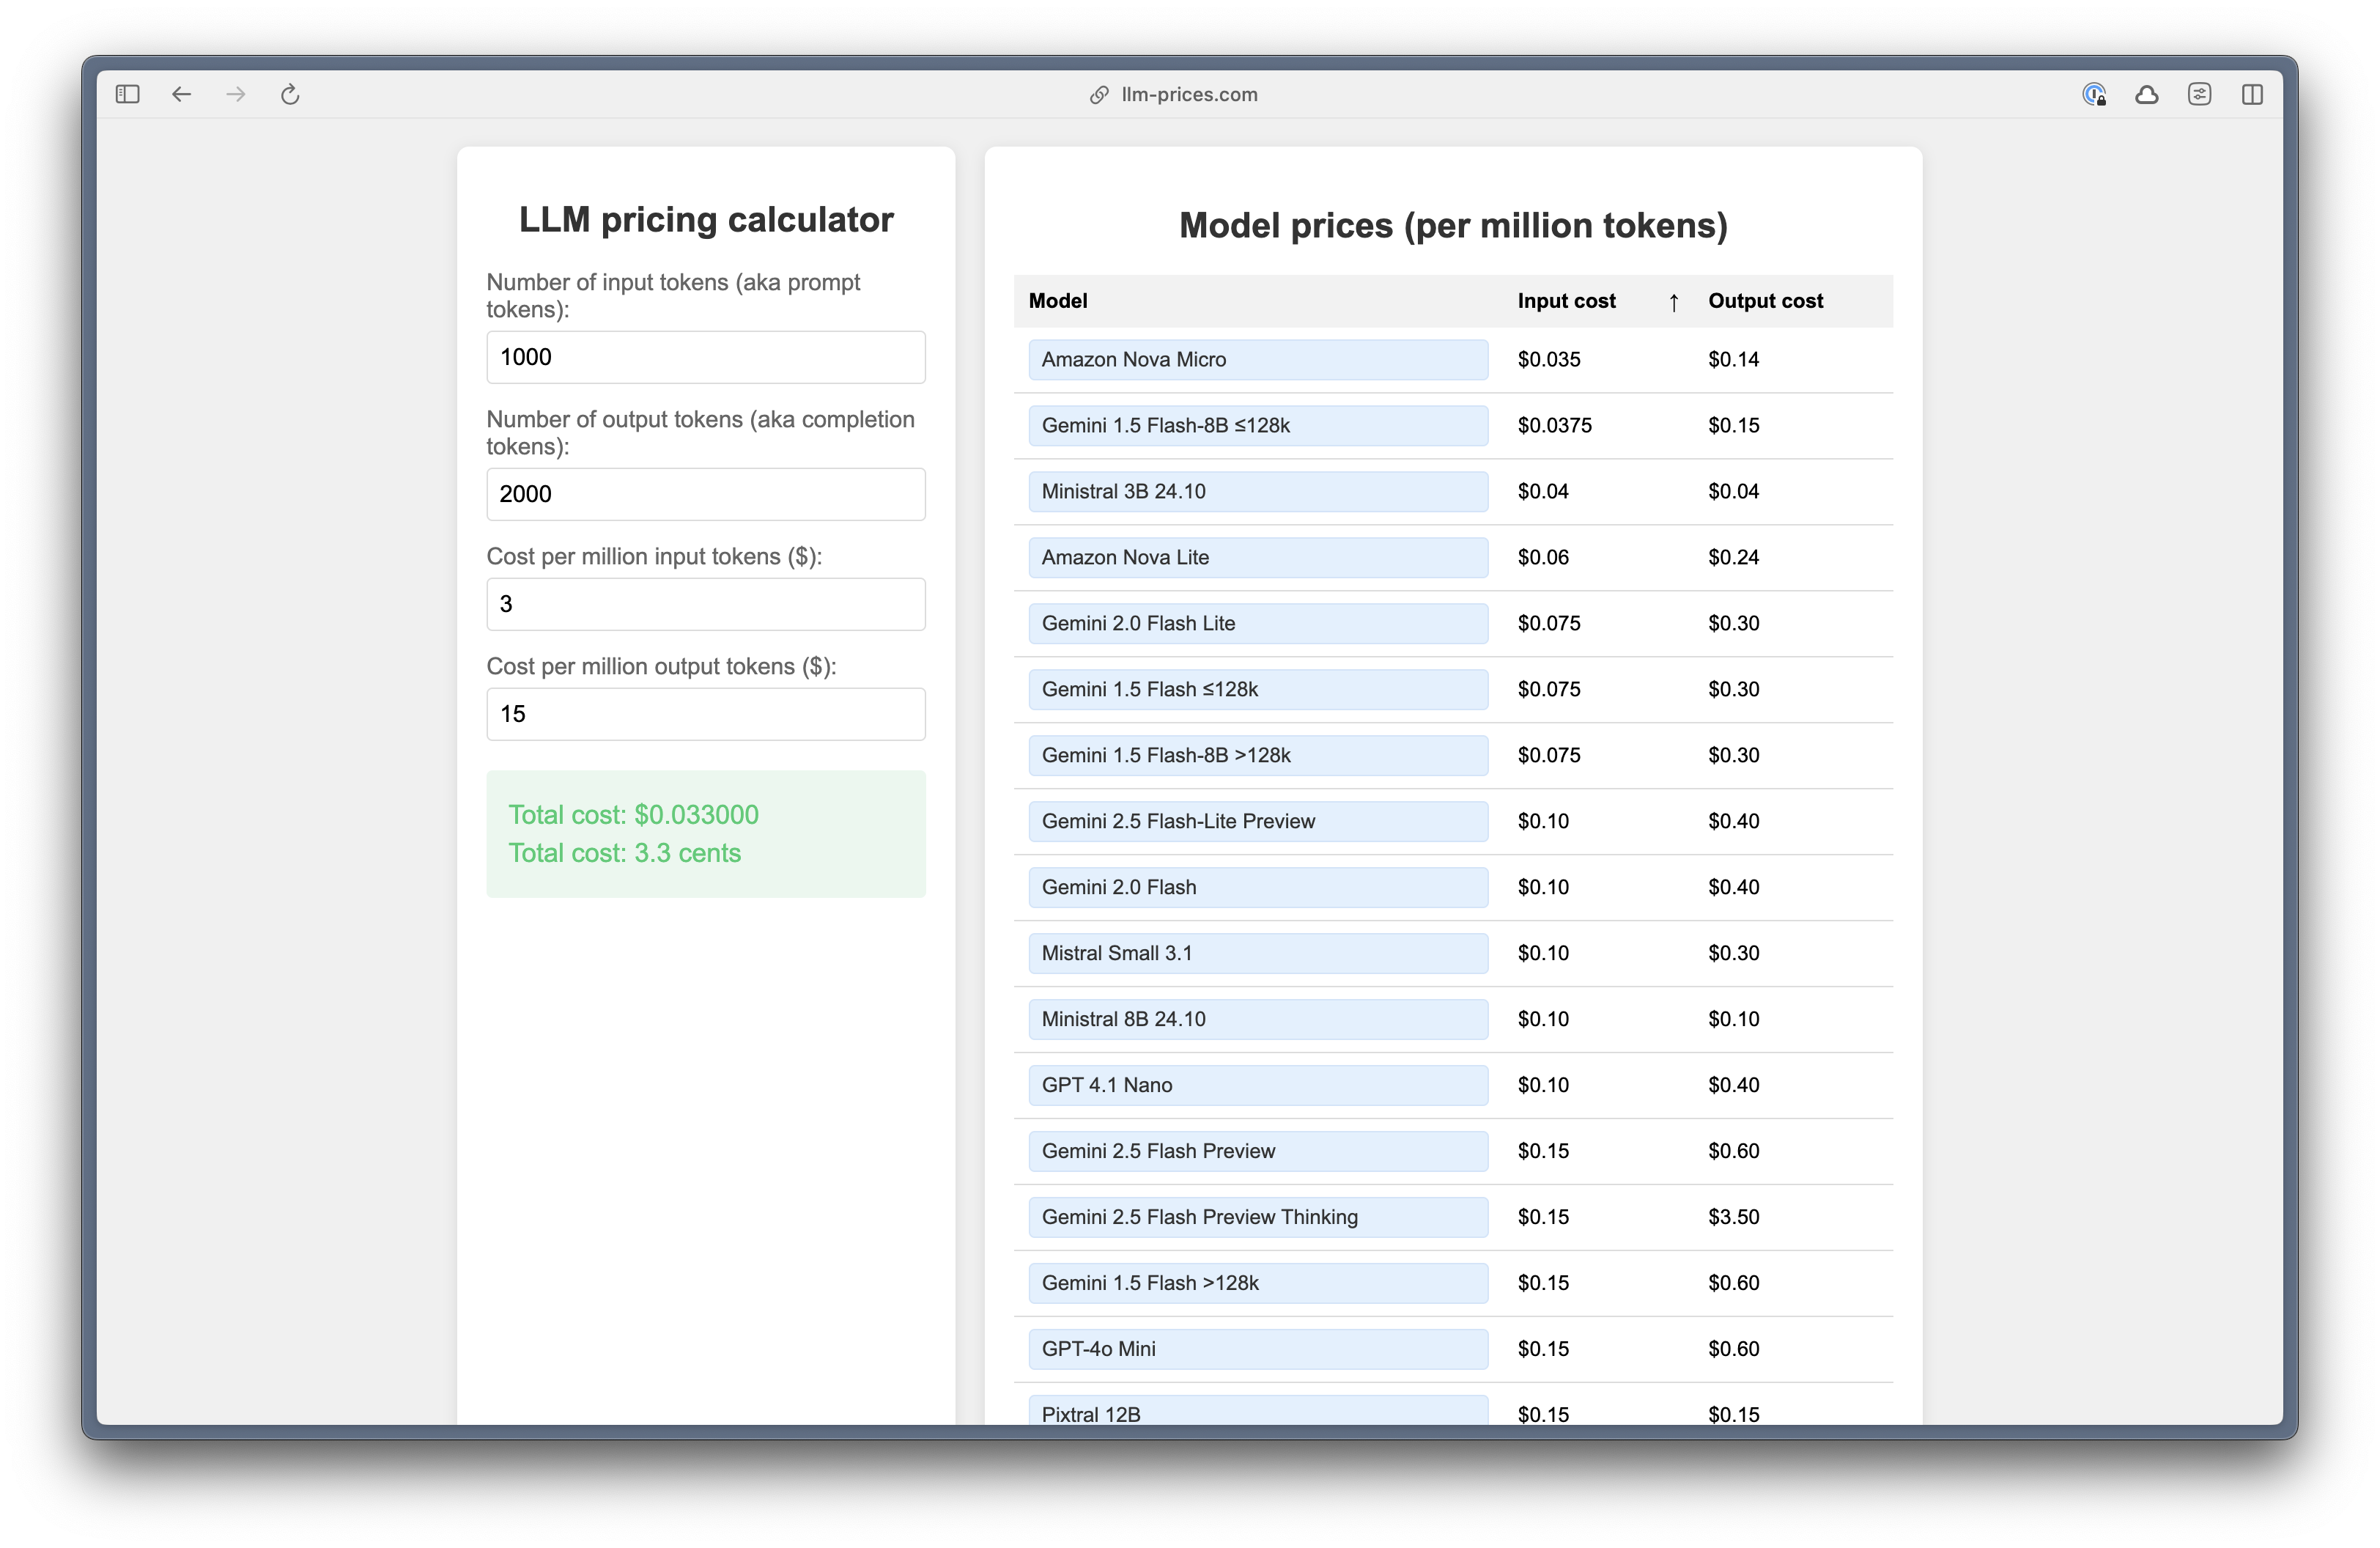 llm-prices.com
LLM pricing calculator
Number of input tokens (aka prompt
tokens):
1000
Number of output tokens (aka completion
tokens):
2000
Cost per million input tokens ($):
3
Cost per million output tokens ($):
15
Total cost: $0.033000
Total cost: 3.3 cents
Model prices (per million tokens)
Model Input cost ↑ Output cost
Amazon Nova Micro $0.035 $0.14
Gemini 1.5 Flash-8B ≤128k $0.0375 $0.15
Ministral 3B 24.10 $0.04 $0.04
Amazon Nova Lite $0.06 $0.24
Gemini 2.0 Flash Lite $0.075 $0.30
Gemini 1.5 Flash ≤128k $0.075 $0.30
Gemini 1.5 Flash-8B >128k $0.075 $0.30
Gemini 2.5 Flash-Lite Preview $0.10 $0.40
Gemini 2.0 Flash $0.10 $0.40
Mistral Small 3.1 $0.10 $0.30
Ministral 8B 24.10 $0.10 $0.10
GPT 4.1 Nano $0.10 $0.40
Gemini 2.5 Flash Preview $0.15 $0.60
Gemini 2.5 Flash Preview Thinking $0.15 $3.50
Gemini 1.5 Flash >128k $0.15 $0.60
GPT-4o Mini $0.15 $0.60
Pixtral 12B $0.15 $0.15